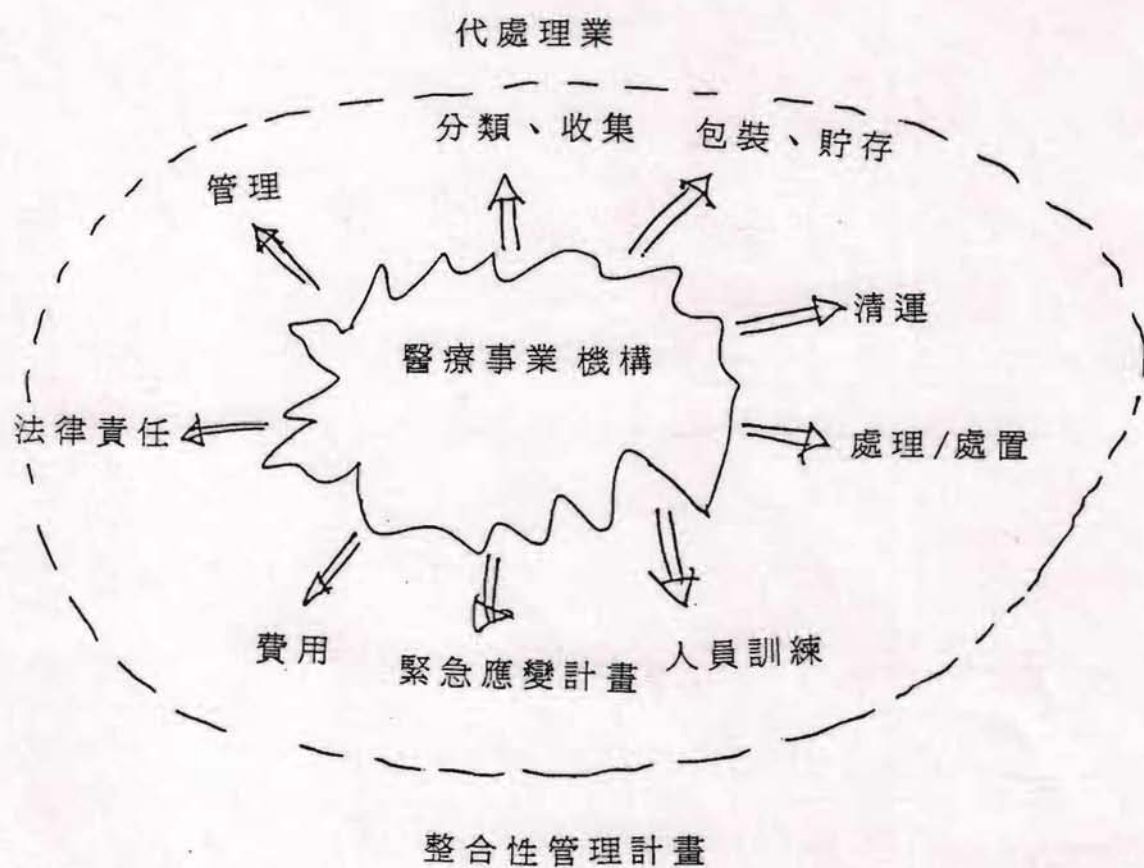 代處理業
分類、收集
包裝、貯存
管理
清運
醫療事業機構
法律責任
處理/處置
費用
緊急應變計畫
人員訓練
整合性管理計畫